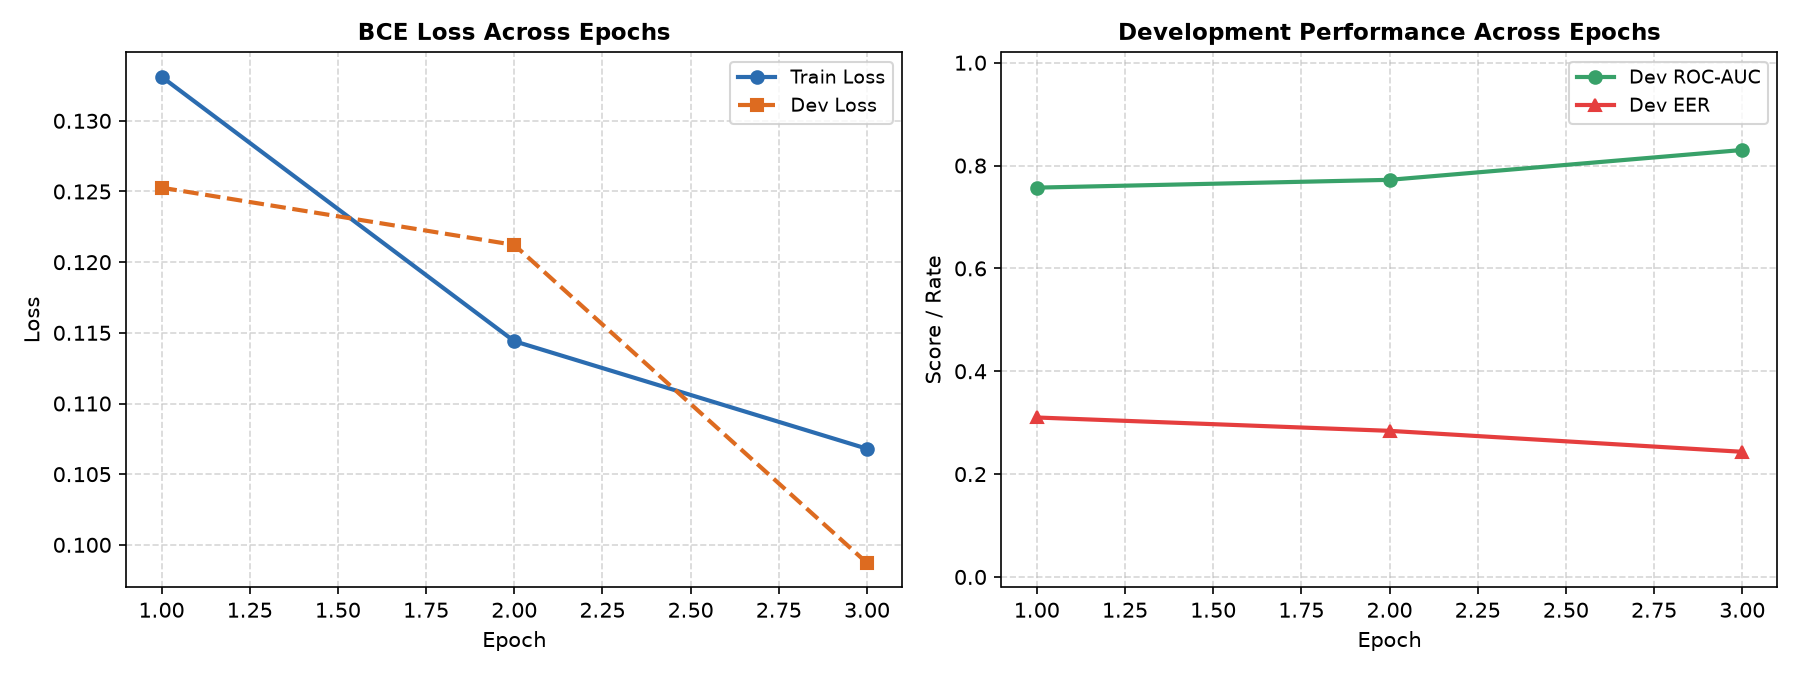 BCE Loss Across Epochs
Train Loss
Dev Loss
0.130
0.125
0.120
0.115
0.110
0.105
0.100
Loss
1.00 1.25 1.50 1.75 2.00 2.25 2.50 2.75 3.00
Epoch
Development Performance Across Epochs
Dev ROC-AUC
Dev EER
1.0
0.8
0.6
0.4
0.2
0.0
Score / Rate
1.00 1.25 1.50 1.75 2.00 2.25 2.50 2.75 3.00
Epoch